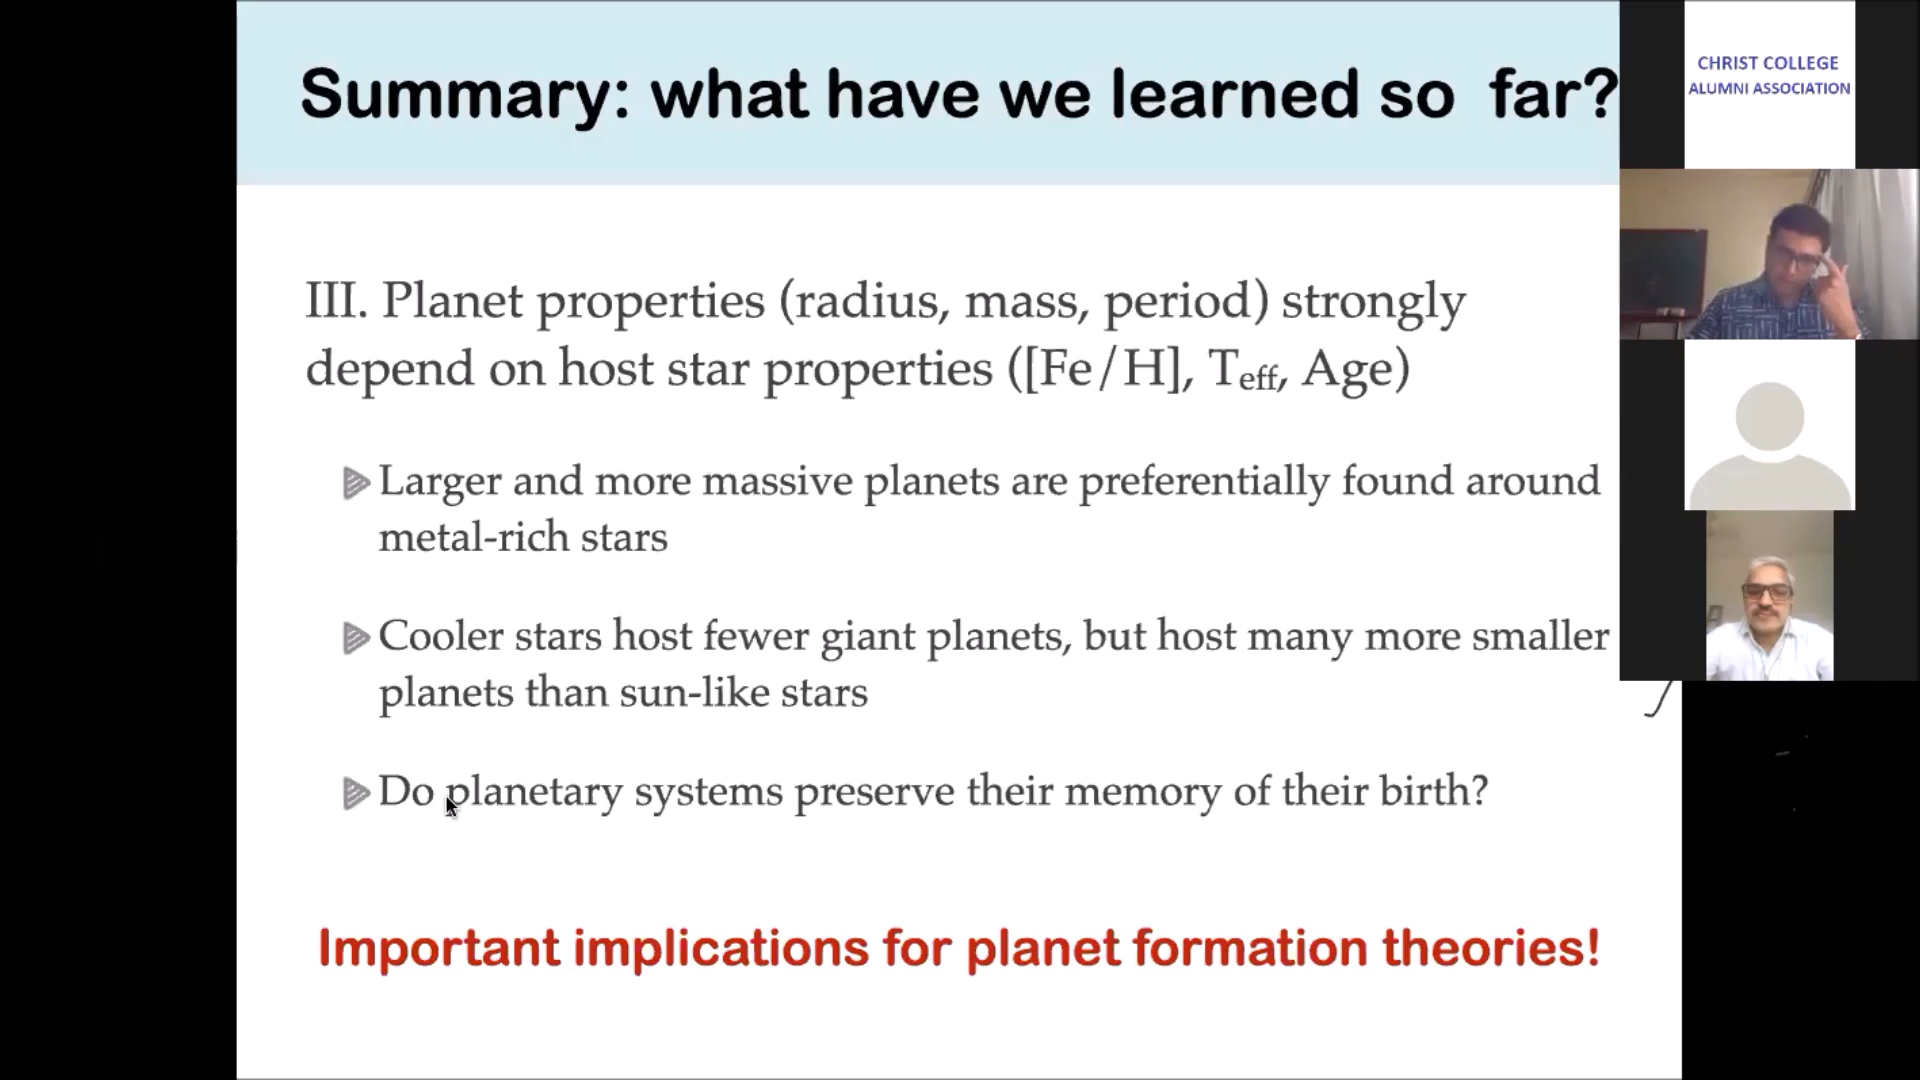 Summary: what have we learned so far?
CHRIST COLLEGE
ALUMNI ASSOCIATION
III. Planet properties (radius, mass, period) strongly
depend on host star properties ([Fe/H], Teff, Age)
Larger and more massive planets are preferentially found around
metal-rich stars
Cooler stars host fewer giant planets, but host many more smaller
planets than sun-like stars
Do planetary systems preserve their memory of their birth?
Important implications for planet formation theories!